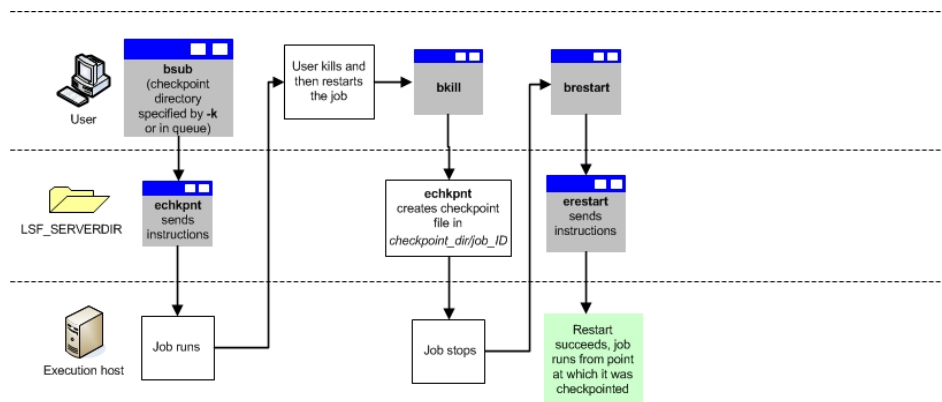 User
bsub
(checkpoint
directory
specified by -k
or in queue)
User kills and
then restarts
the job
bkill
brestart
LSF_SERVERDIR
echkpnt
sends
instructions
echkpnt
creates checkpoint
file in
checkpoint_dir/job_ID
erestart
sends
instructions
Execution host
Job runs
Job stops
Restart
succeeds, job
runs from point
at which it was
checkpointed